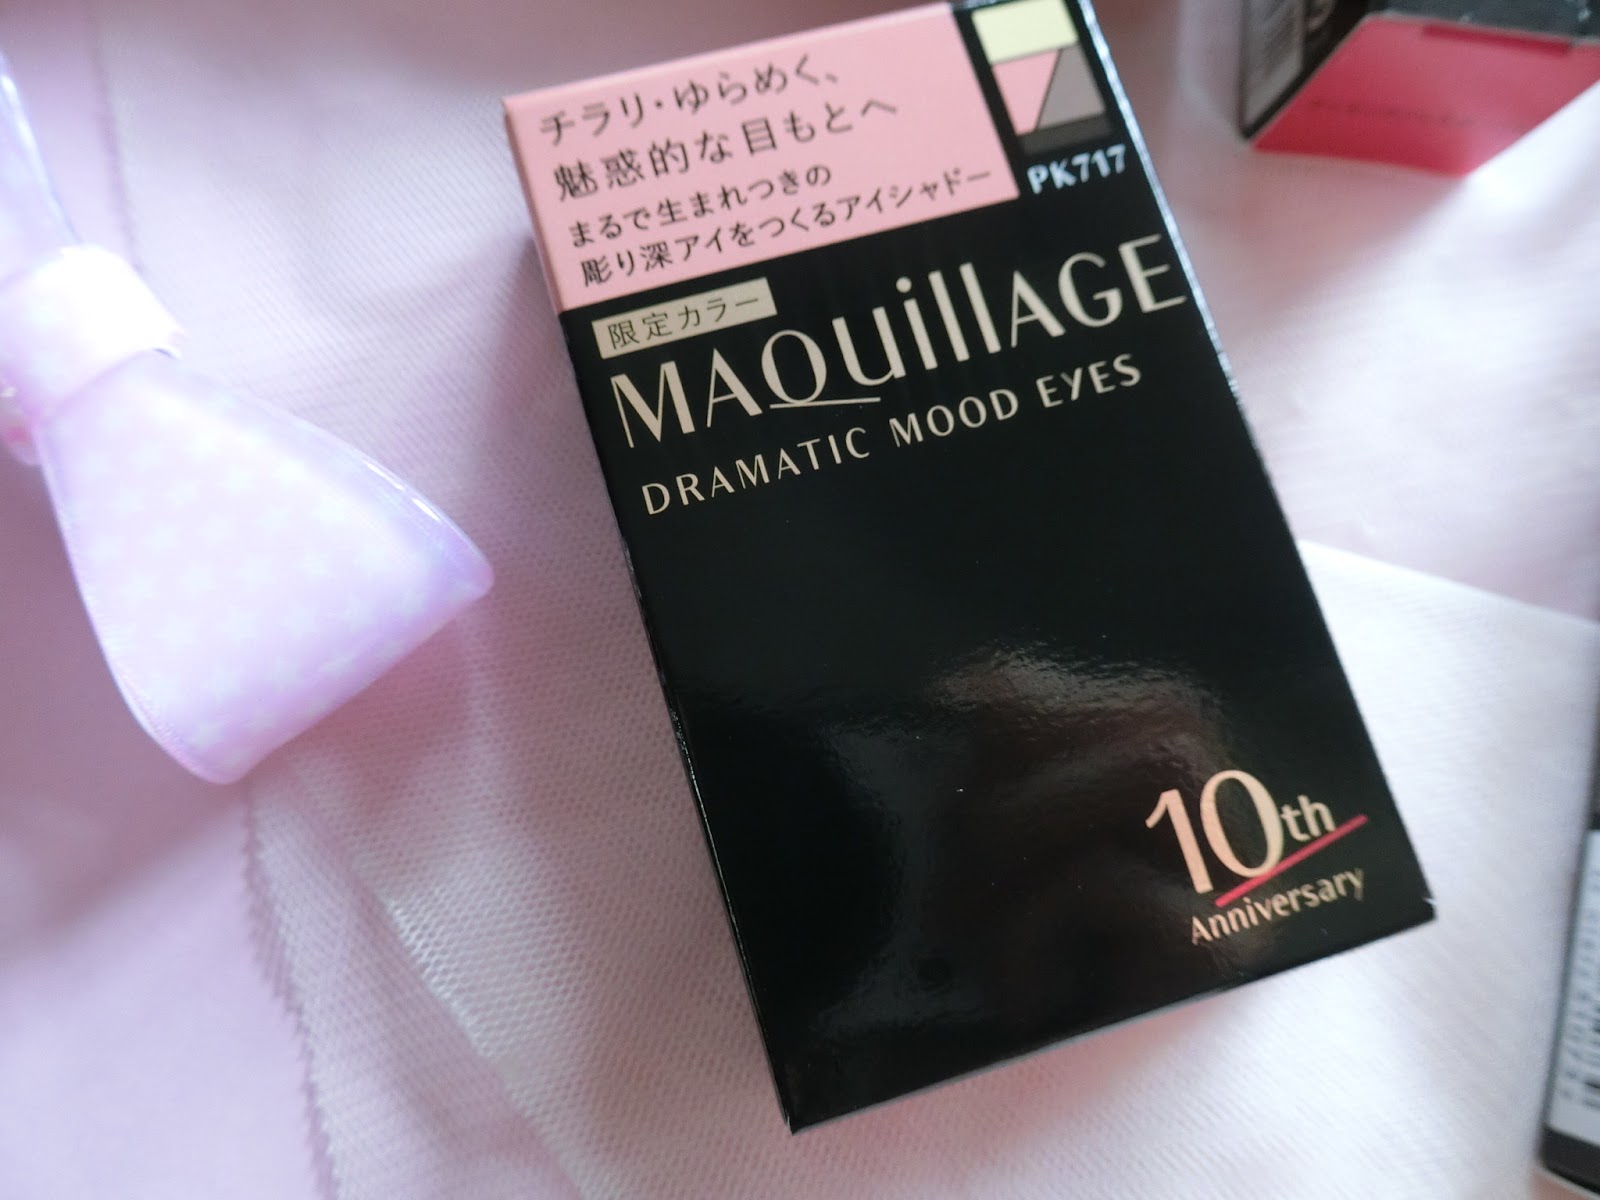 チラリ・ゆらめく、
魅惑的な目もとへ
まるで生まれつきの
彫り深アイをつくるアイシャドー
PK717
限定カラー
MAQuillAGE
DRAMATIC MOOD EYES
10th
Anniversary